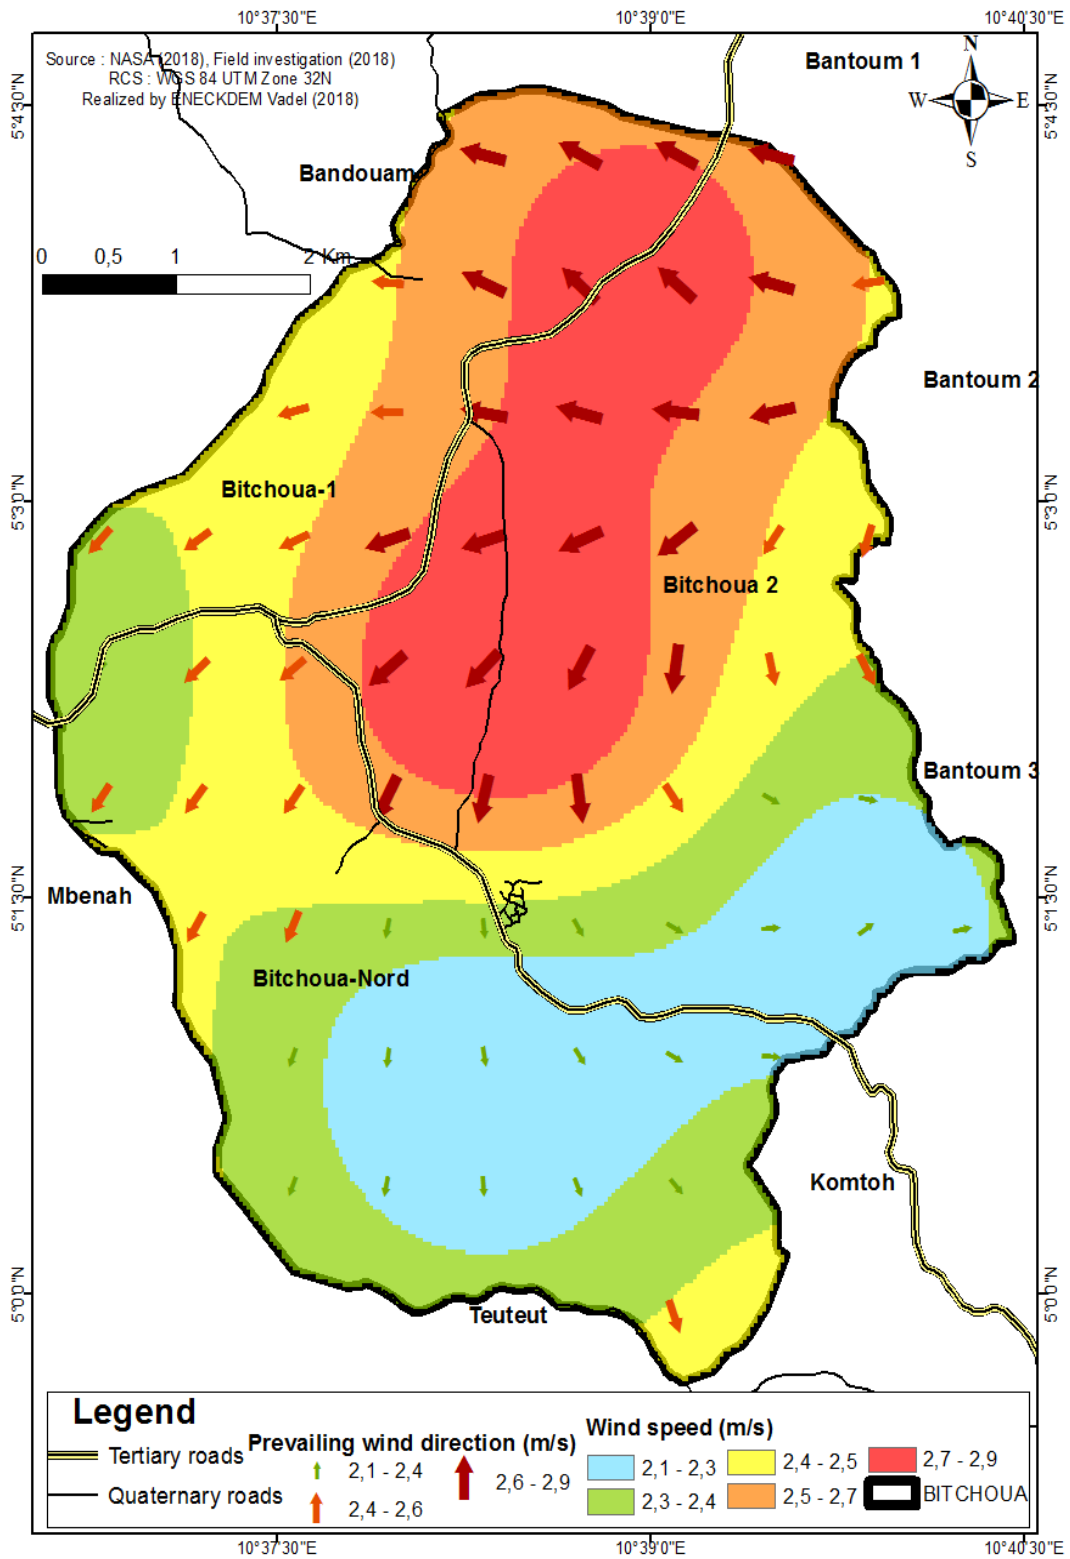 10°37'30"E 10°39'0"E 10°40'30"E
Source : NASA (2018), Field investigation (2018)
RCS : WGS 84 UTM Zone 32N
Realized by ENECKDEM Vadel (2018)
Bantoum 1
N
W E
S
5°4'30"N 5°4'30"N
Bandouam
0 0,5 1 2 Km
Bantoum 2
Bitchoua-1
5°3'0"N 5°3'0"N
Bitchoua 2
Bantoum 3
Mbenah
5°1'30"N 5°1'30"N
Bitchoua-Nord
Komtoh
5°0'0"N 5°0'0"N
Teuteut
Legend
Tertiary roads
Quaternary roads
Prevailing wind direction (m/s)
2,1 - 2,4
2,4 - 2,6
2,6 - 2,9
Wind speed (m/s)
2,1 - 2,3
2,3 - 2,4
2,4 - 2,5
2,5 - 2,7
2,7 - 2,9
BITCHOUA
10°37'30"E 10°39'0"E 10°40'30"E